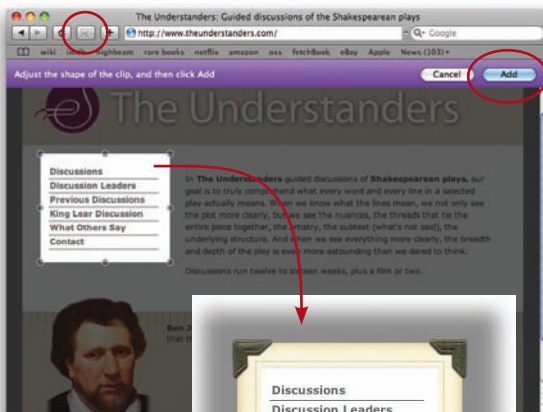 The Understanders: Guided discussions of the Shakespearean plays
http://www.theunderstanders.com/
Google
wiki imdb highbeam rare books netflix amazon oss fetchBook eBay Apple News (103)
Adjust the shape of the clip, and then click Add
Cancel
Add
The Understanders
Discussions
Discussion Leaders
Previous Discussions
King Lear Discussion
What Others Say
Contact
In The Understanders guided discussions of Shakespearean plays, our
goal is to truly comprehend what every word and every line in a selected
play actually means. When we know what the lines mean, we not only see
the plot more clearly, but we see the nuances, the threads that tie the
entire piece together, the artistry, the subtext (what's not said), the
underlying structure. And when we see everything more clearly, the breadth
and depth of the play is even more astounding than we dared to think.
Discussions run twelve to sixteen weeks, plus a film or two.
Ben
that
Discussions
Discussion Leaders